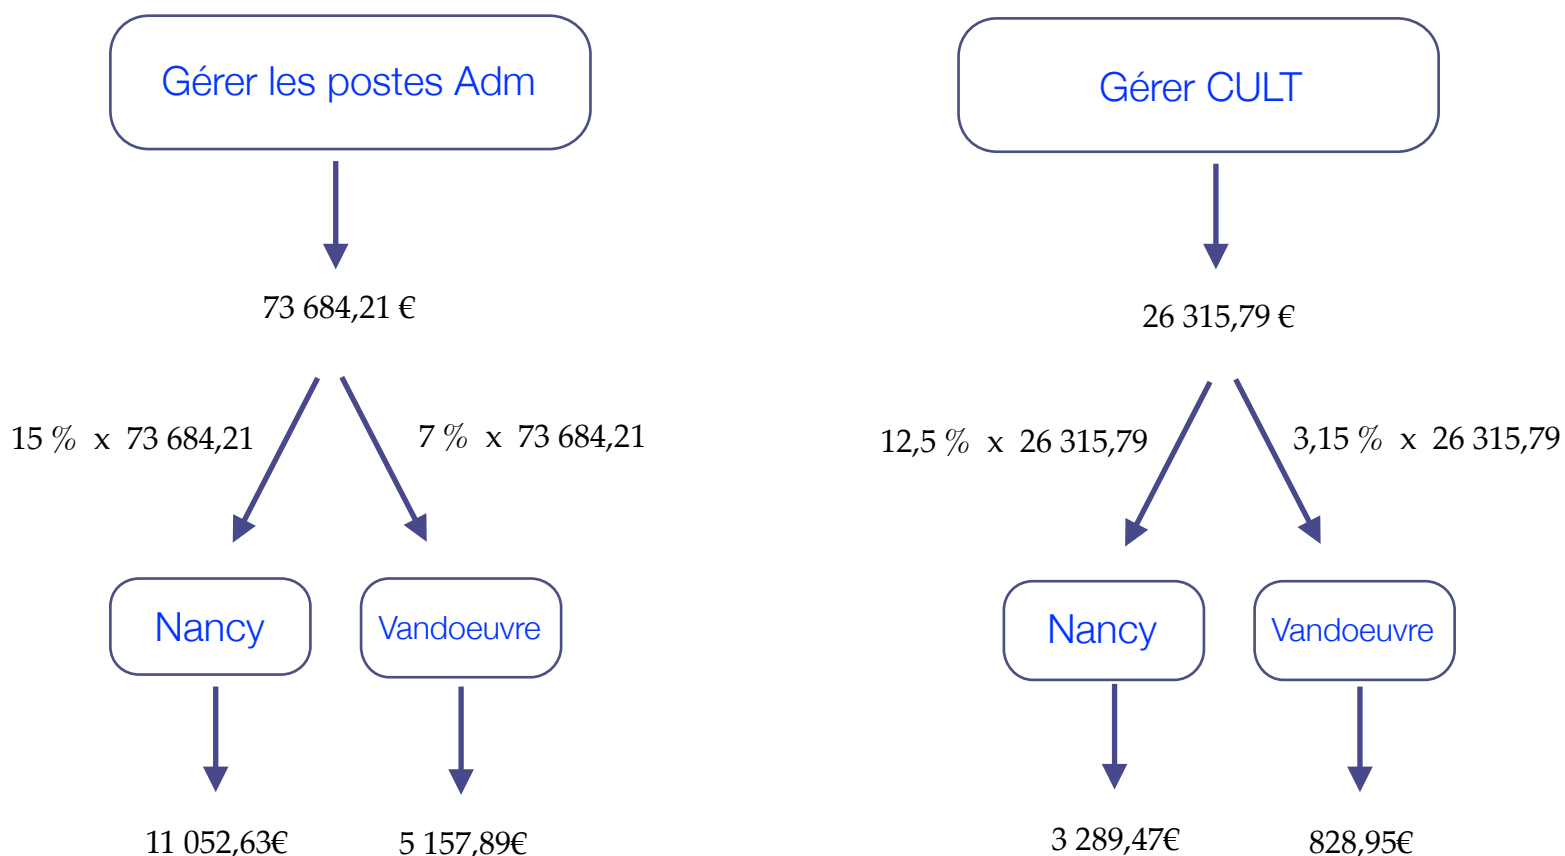 Gérer les postes Adm
Gérer CULT
73 684,21 €
26 315,79 €
15 % x 73 684,21
7 % x 73 684,21
12,5 % x 26 315,79
3,15 % x 26 315,79
Nancy
Vandoeuvre
Nancy
Vandoeuvre
11 052,63€
5 157,89€
3 289,47€
828,95€